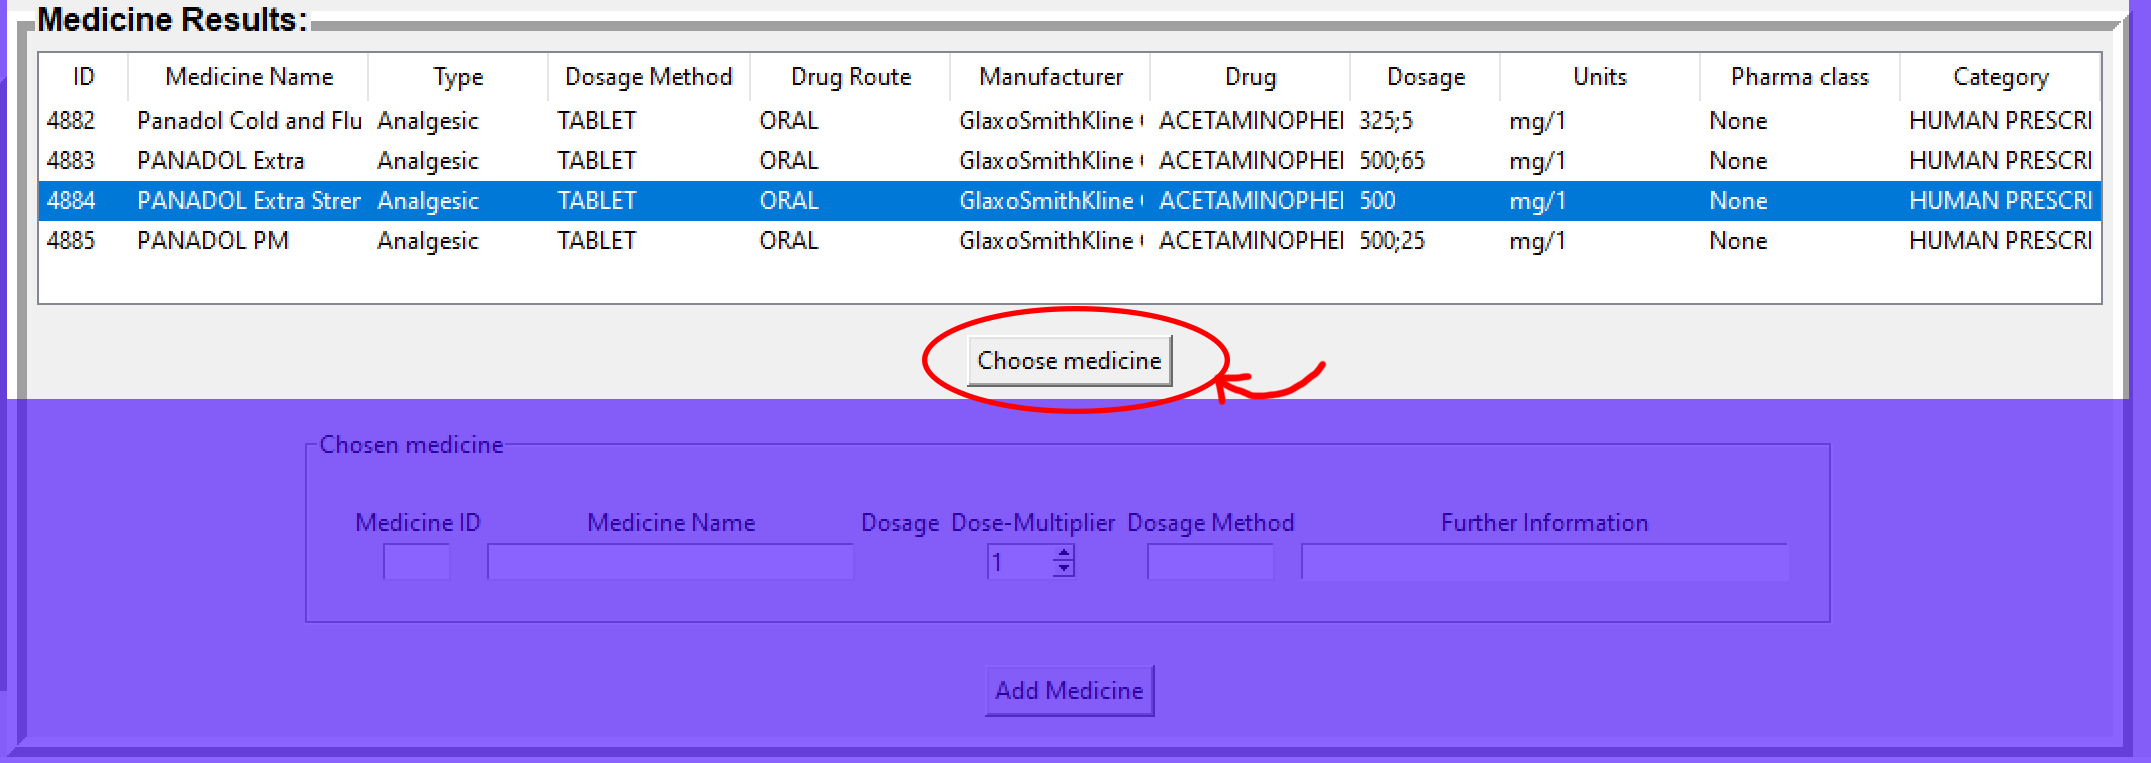 Medicine Results:
ID Medicine Name Type Dosage Method Drug Route Manufacturer Drug Dosage Units Pharma class Category
4882 Panadol Cold and Flu Analgesic TABLET ORAL GlaxoSmithKline ( ACETAMINOPHEI 325;5 mg/1 None HUMAN PRESCRI
4883 PANADOL Extra Analgesic TABLET ORAL GlaxoSmithKline ( ACETAMINOPHEI 500;65 mg/1 None HUMAN PRESCRI
4884 PANADOL Extra Strer Analgesic TABLET ORAL GlaxoSmithKline ( ACETAMINOPHEI 500 mg/1 None HUMAN PRESCRI
4885 PANADOL PM Analgesic TABLET ORAL GlaxoSmithKline ( ACETAMINOPHEI 500;25 mg/1 None HUMAN PRESCRI
Choose medicine
Chosen medicine
Medicine ID Medicine Name Dosage Dose-Multiplier Dosage Method Further Information
1
Add Medicine